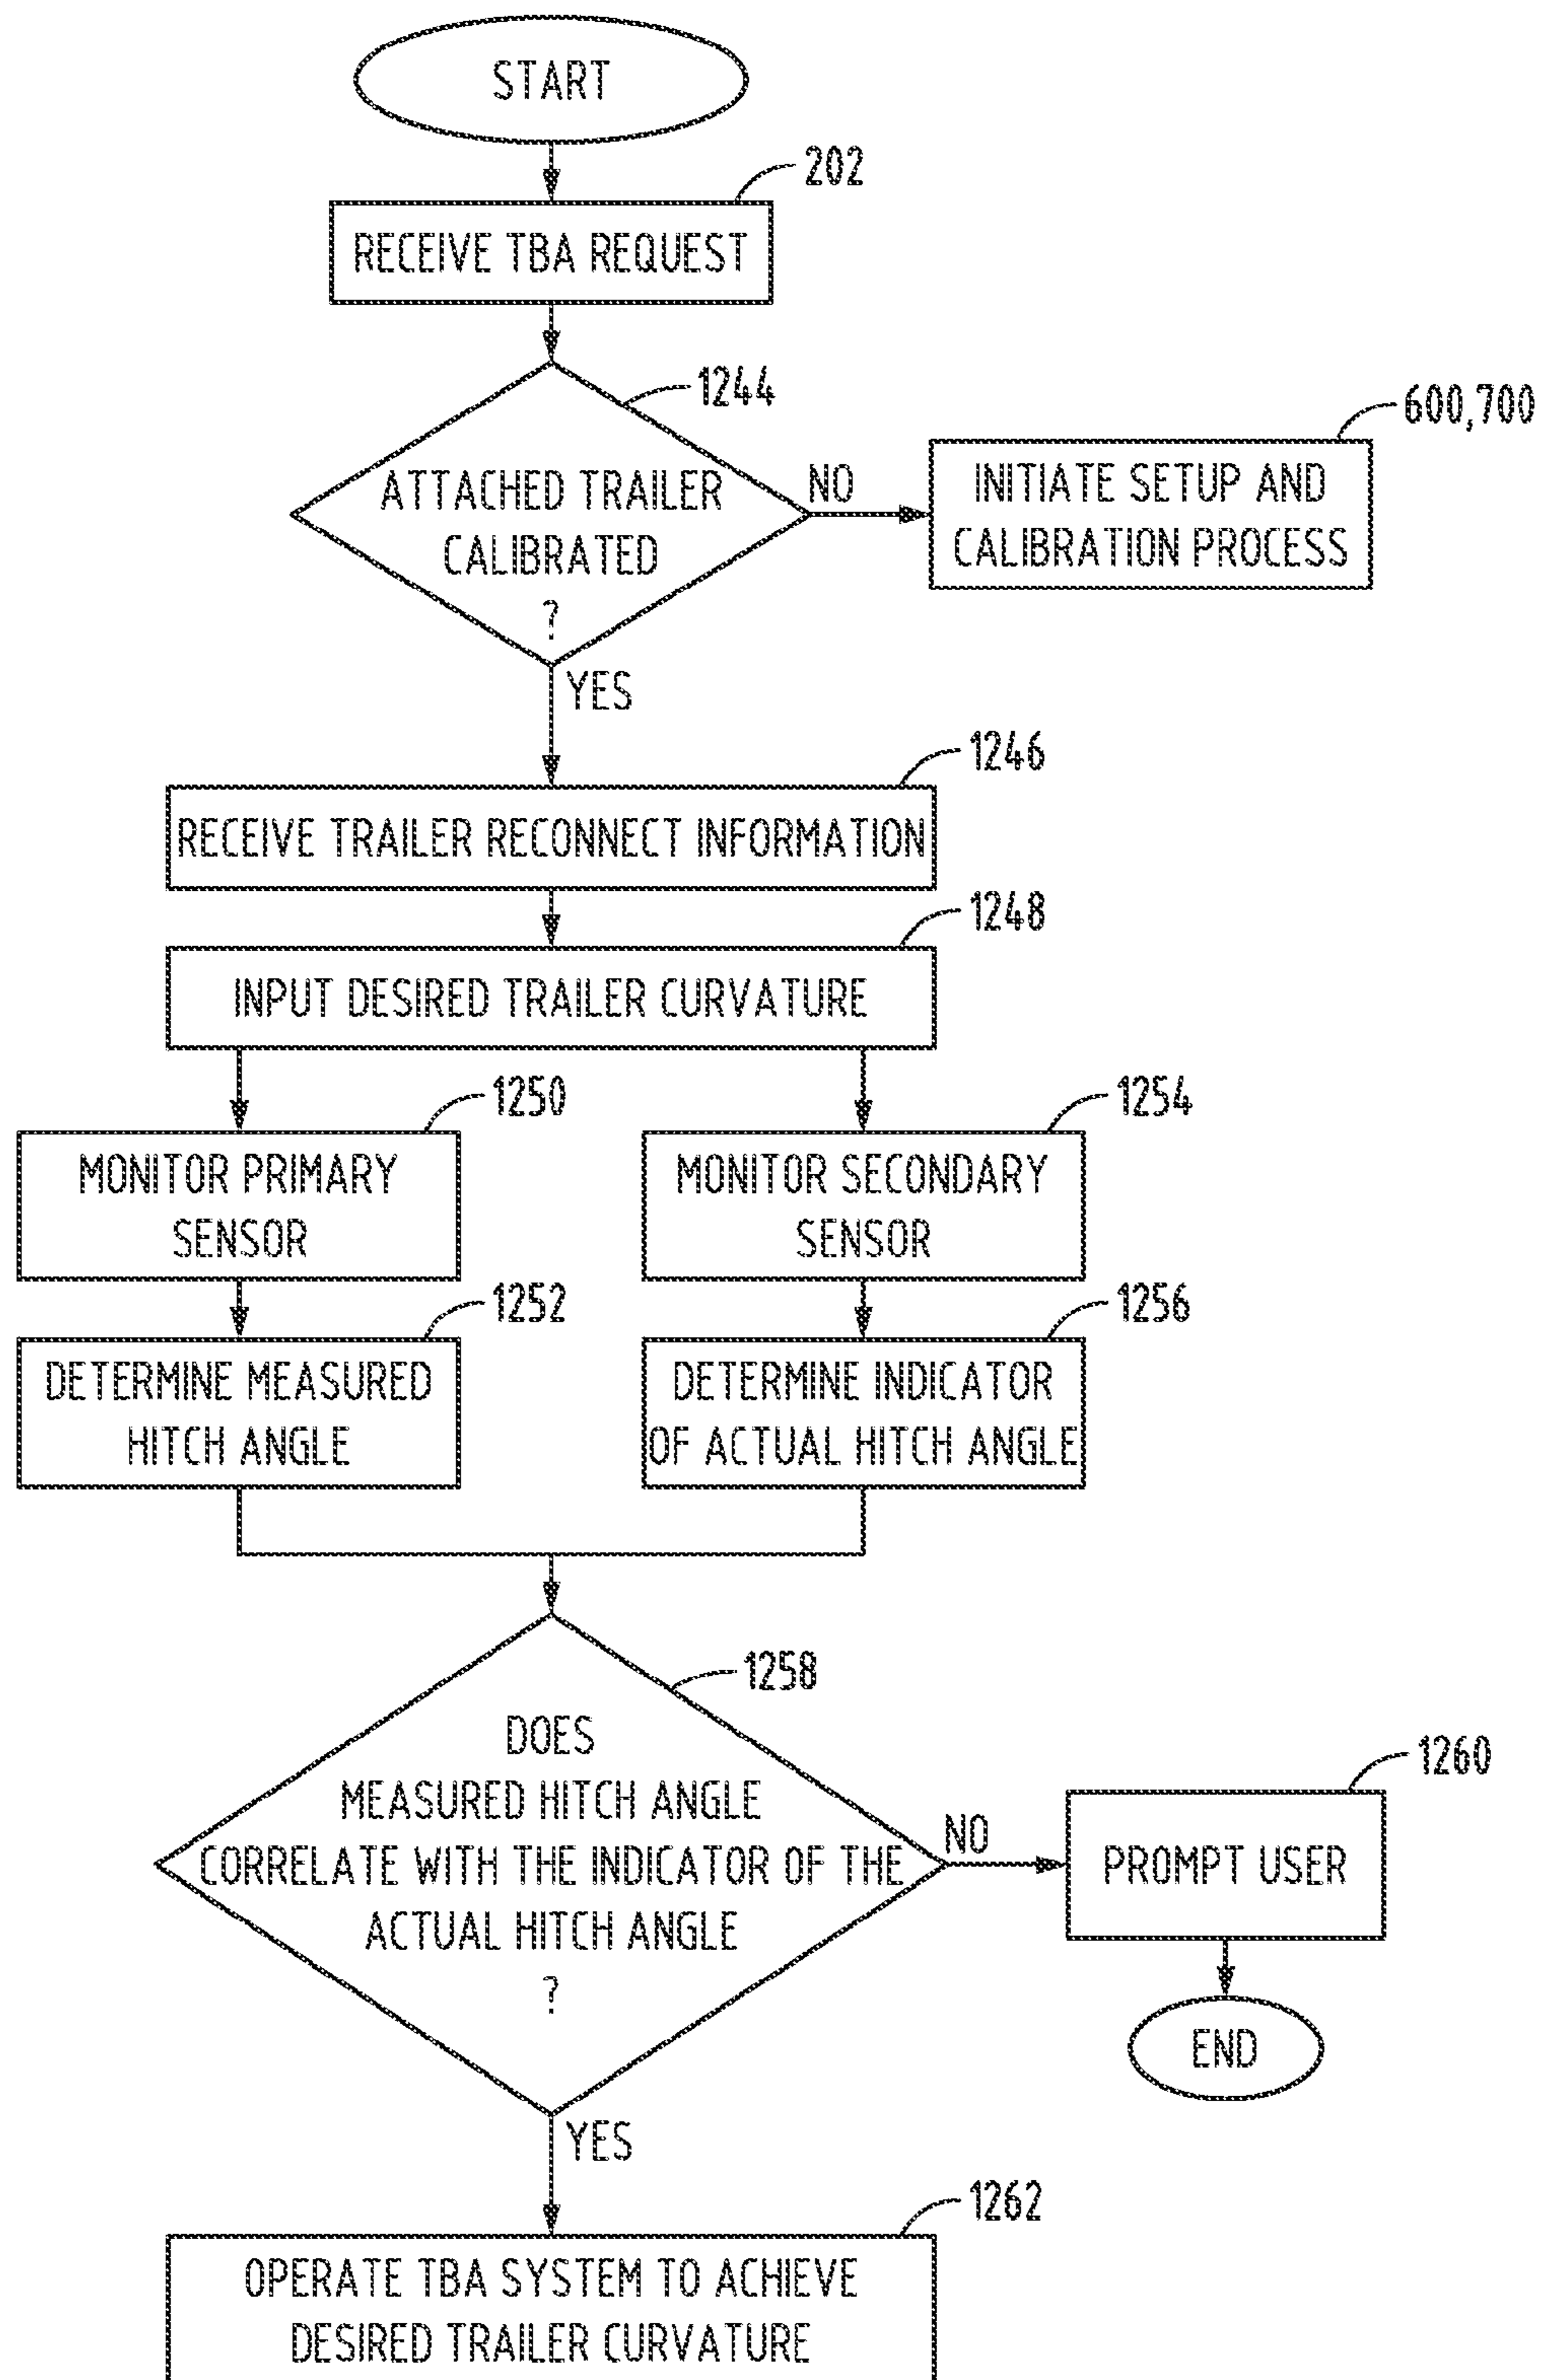 START
202
RECEIVE TBA REQUEST
1244
ATTACHED TRAILER
CALIBRATED
?
NO
600,700
INITIATE SETUP AND
CALIBRATION PROCESS
YES
1246
RECEIVE TRAILER RECONNECT INFORMATION
1248
INPUT DESIRED TRAILER CURVATURE
1250
MONITOR PRIMARY
SENSOR
1254
MONITOR SECONDARY
SENSOR
1252
DETERMINE MEASURED
HITCH ANGLE
1256
DETERMINE INDICATOR
OF ACTUAL HITCH ANGLE
1258
DOES
MEASURED HITCH ANGLE
CORRELATE WITH THE INDICATOR OF THE
ACTUAL HITCH ANGLE
?
NO
1260
PROMPT USER
END
YES
1262
OPERATE TBA SYSTEM TO ACHIEVE
DESIRED TRAILER CURVATURE